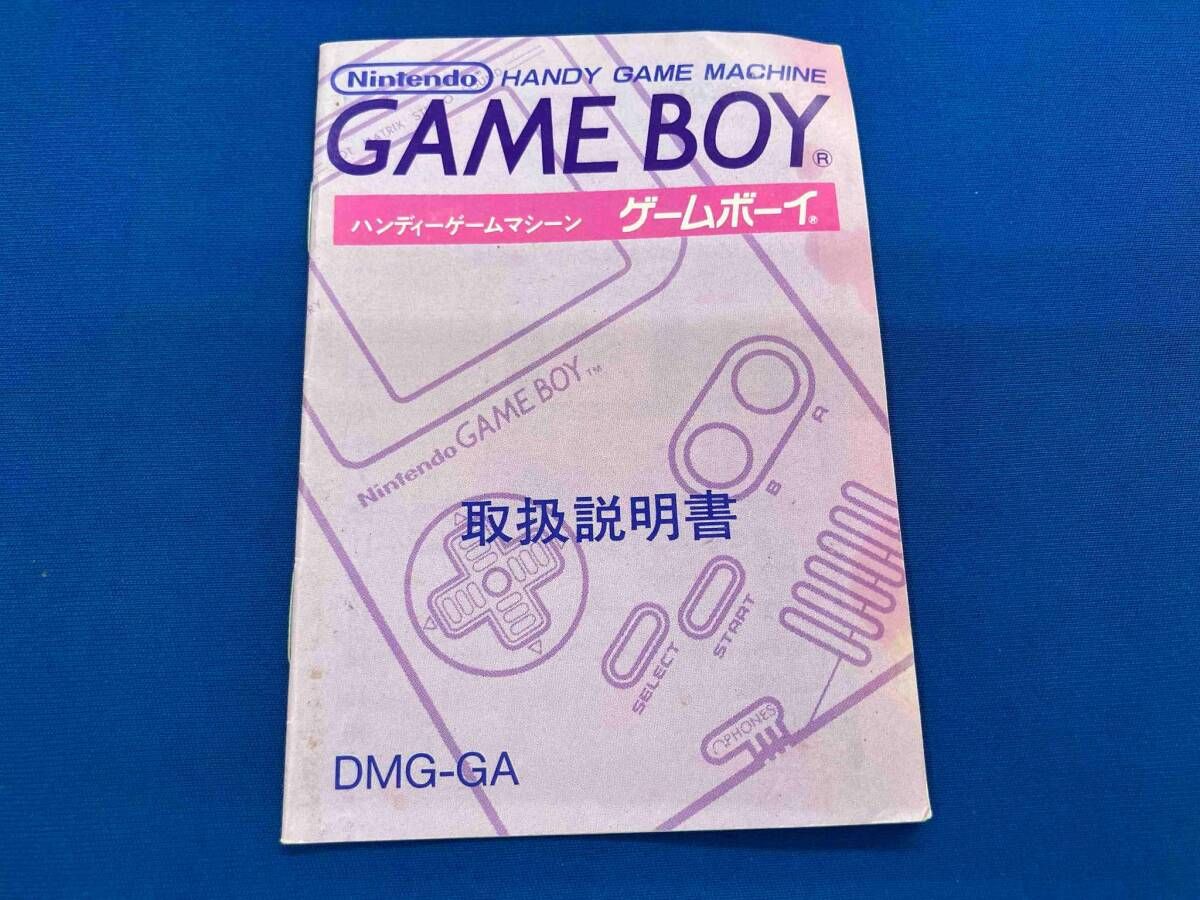 Nintendo HANDY GAME MACHINE
GAME BOY®
ハンディーゲームマシーン ゲームボーイ®
MATRIX
Nintendo GAME BOY™
A
B
取扱説明書
SELECT
START
PHONES
DMG-GA